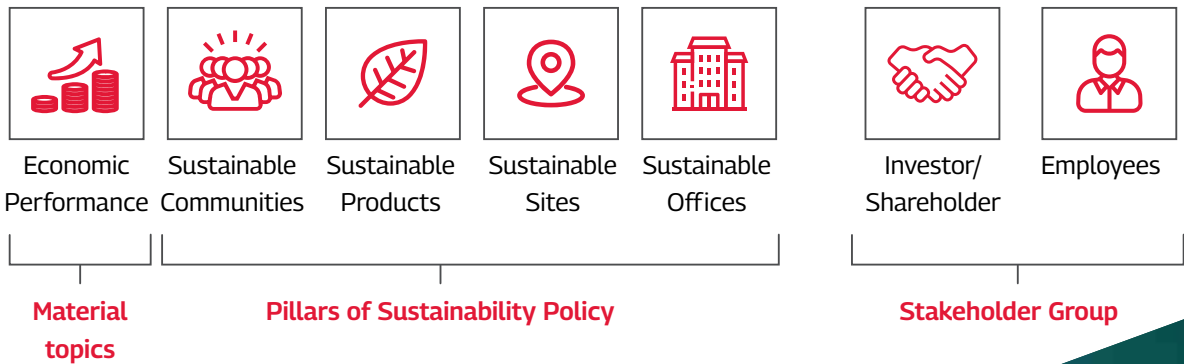 Economic
Performance
Sustainable
Communities
Sustainable
Products
Sustainable
Sites
Sustainable
Offices
Investor/
Shareholder
Employees
Material
topics
Pillars of Sustainability Policy
Stakeholder Group